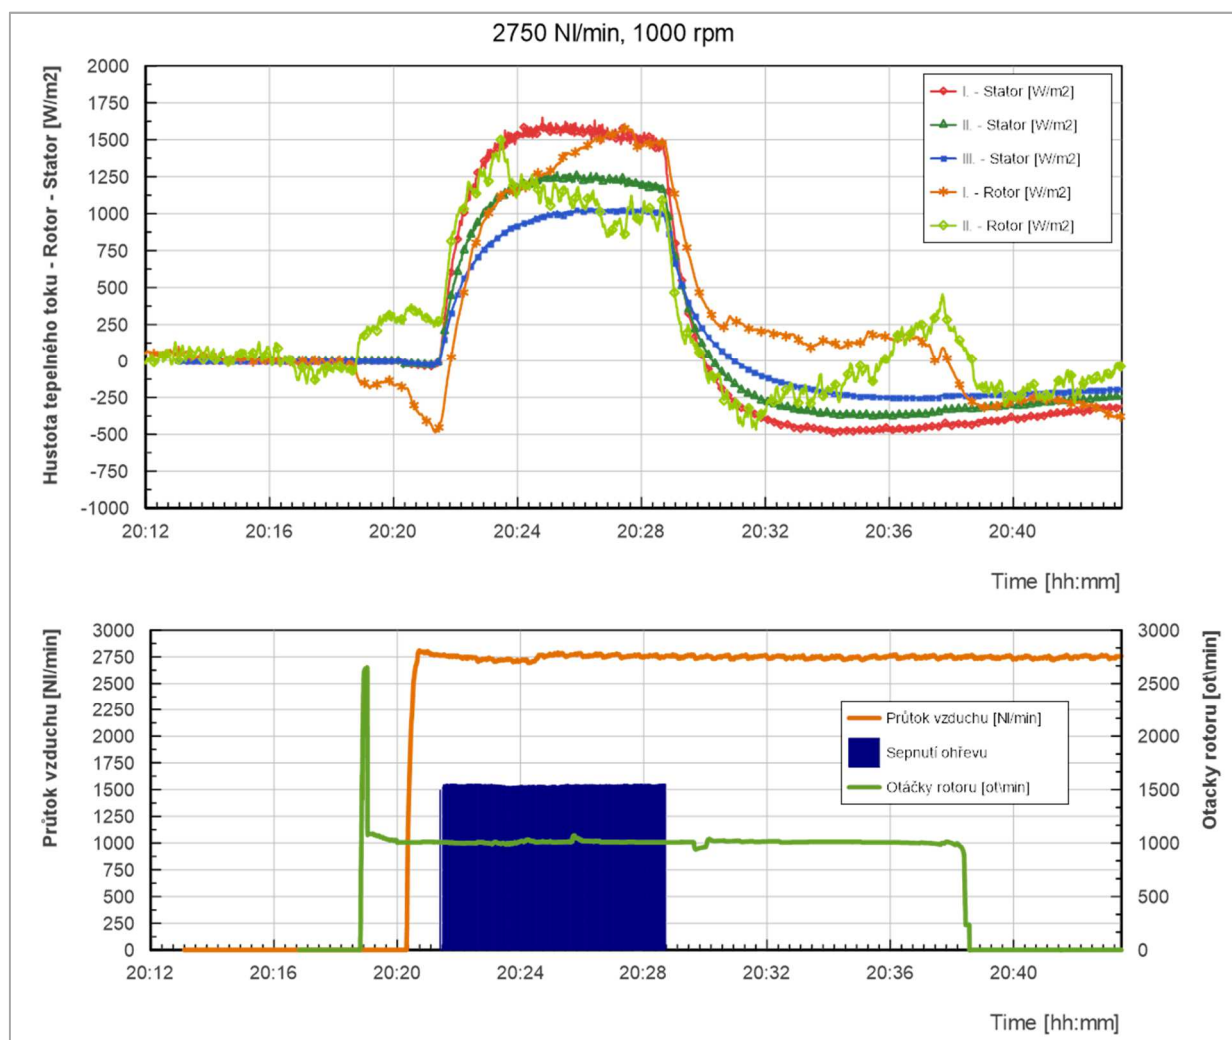 2750 Nl/min, 1000 rpm
Hustota tepelného toku - Rotor - Stator [W/m2]
2000
1750
1500
1250
1000
750
500
250
0
-250
-500
-750
-1000
I. - Stator [W/m2]
II. - Stator [W/m2]
III. - Stator [W/m2]
I. - Rotor [W/m2]
II. - Rotor [W/m2]
20:12 20:16 20:20 20:24 20:28 20:32 20:36 20:40
Time [hh:mm]
Průtok vzduchu [Nl/min]
3000
2750
2500
2250
2000
1750
1500
1250
1000
750
500
250
0
Průtok vzduchu [Nl/min]
Sepnutí ohřevu
Otáčky rotoru [ot\min]
3000
2500
2000
1500
1000
500
0
Otacky rotoru [ot\min]
20:12 20:16 20:20 20:24 20:28 20:32 20:36 20:40
Time [hh:mm]